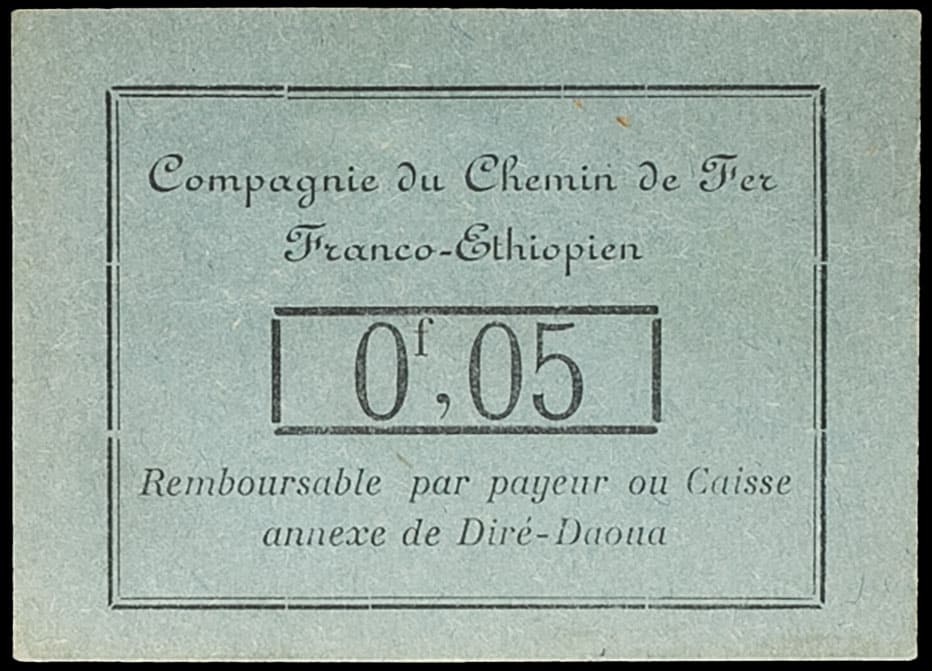 Compagnie du Chemin de Fer
Franco-Ethiopien
0f,05
Remboursable par payeur ou Caisse
annexe de Diré-Daoua